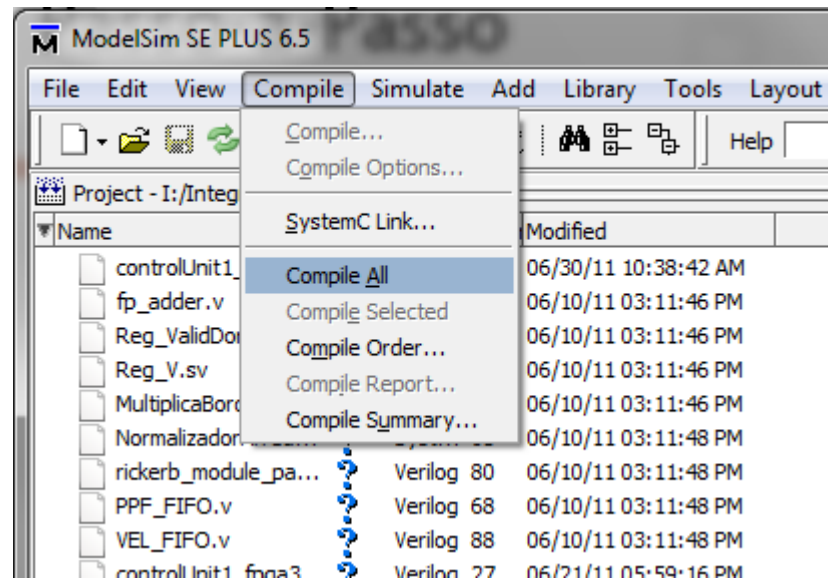 Passo
ModelSim SE PLUS 6.5
File Edit View Compile Simulate Add Library Tools Layout
Compile...
Compile Options...
Help
Project - I:/Integ
SystemC Link...
Name Modified
controlUnit1_ Compile All 06/30/11 10:38:42 AM
fp_adder.v Compile Selected 06/10/11 03:11:46 PM
Reg_ValidDon Compile Order... 06/10/11 03:11:46 PM
Reg_V.sv Compile Report... 06/10/11 03:11:46 PM
MultiplicaBord Compile Summary... 06/10/11 03:11:46 PM
Normalizador 06/10/11 03:11:48 PM
rickerb_module_pa... ? Verilog 80 06/10/11 03:11:48 PM
PPF_FIFO.v ? Verilog 68 06/10/11 03:11:48 PM
VEL_FIFO.v ? Verilog 88 06/10/11 03:11:48 PM
controlUnit1_fpga3 ? Verilog 27 06/21/11 05:59:16 PM